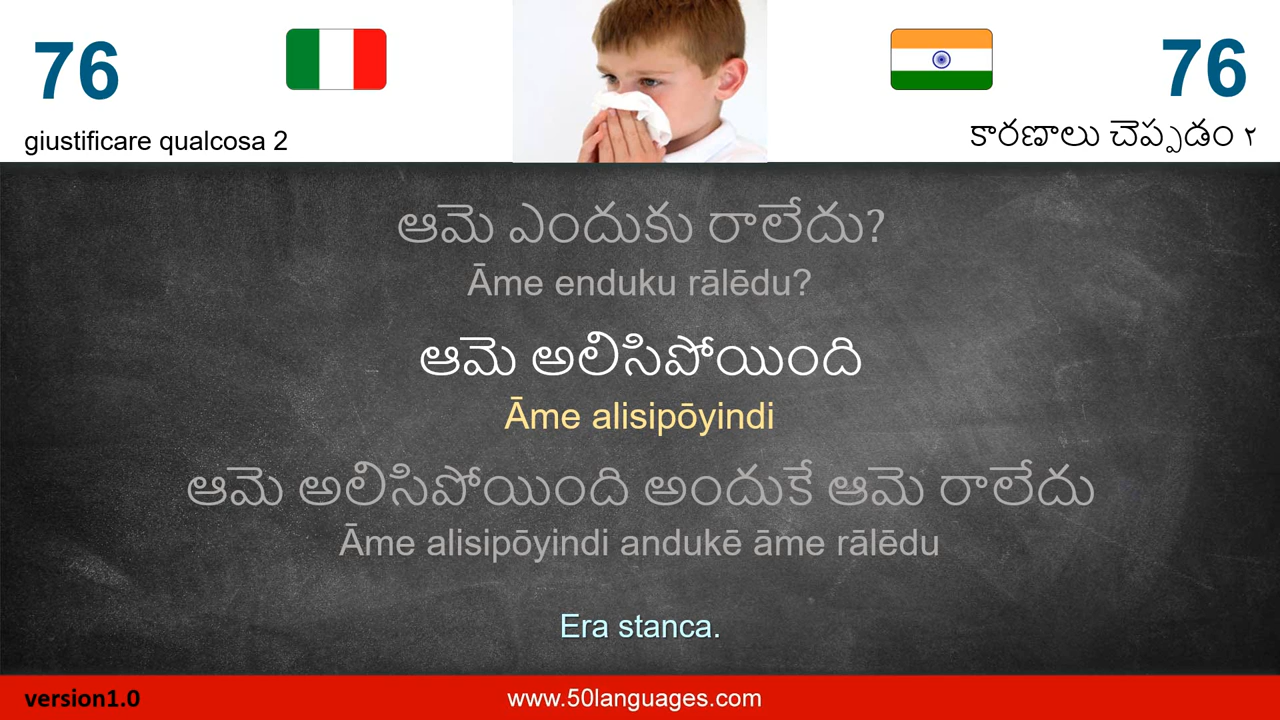 76
76
giustificare qualcosa 2
కారణాలు చెప్పడం ٢
ఆమె ఎందుకు రాలేదు?
Āme enduku rālēdu?
ఆమె అలిసిపోయింది
Āme alisipōyindi
ఆమె అలిసిపోయింది అందుకే ఆమె రాలేదు
Āme alisipōyindi andukē āme rālēdu
Era stanca.
version1.0
www.50languages.com